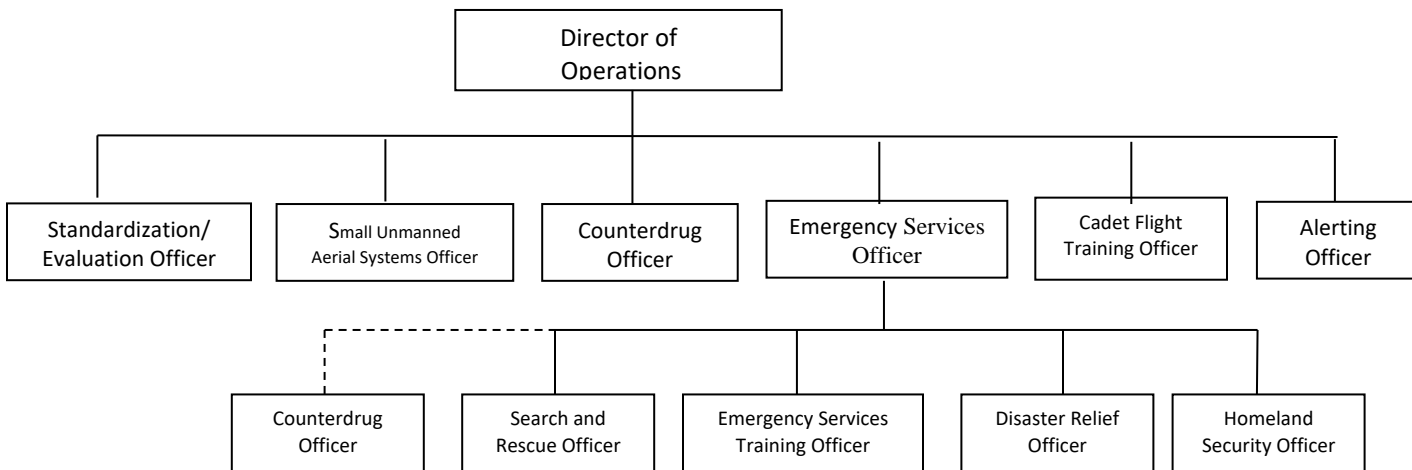 Director of
Operations
Standardization/
Evaluation Officer
Small Unmanned
Aerial Systems Officer
Counterdrug
Officer
Emergency Services
Officer
Cadet Flight
Training Officer
Alerting
Officer
Counterdrug
Officer
Search and
Rescue Officer
Emergency Services
Training Officer
Disaster Relief
Officer
Homeland
Security Officer